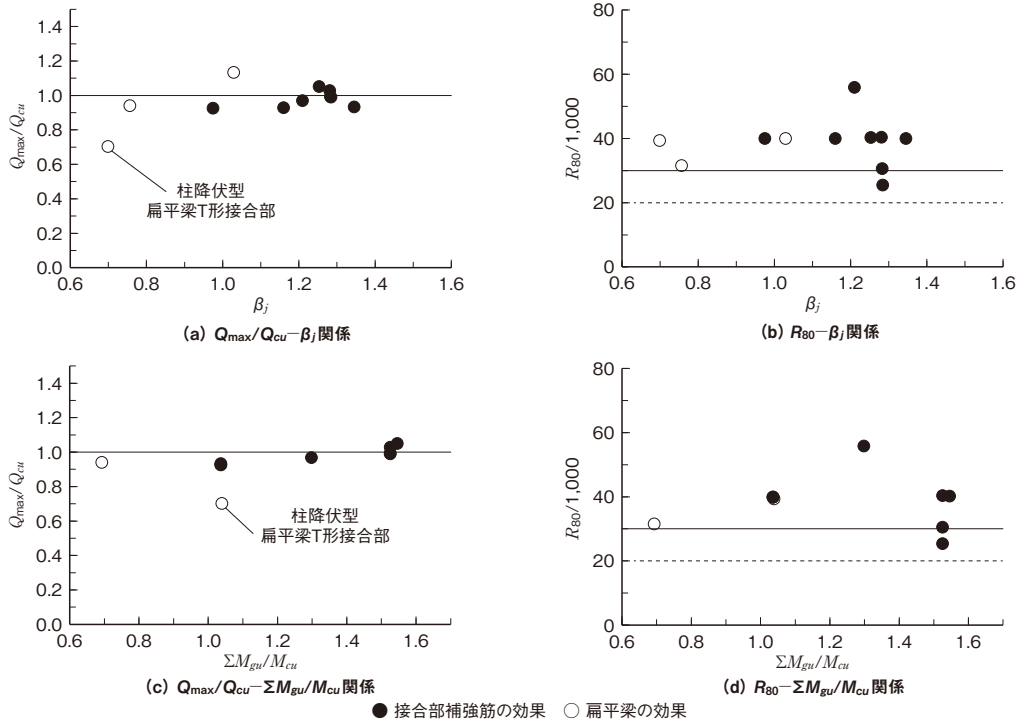 1.4
1.2
1.0
0.8
0.6
0.4
0.2
0.0
Qmax/Qcu
柱降伏型
扁平梁T形接合部
0.6 0.8 1.0 1.2 1.4 1.6
βj
(a) Qmax/Qcu−βj関係
80
60
40
20
0
R80/1,000
0.6 0.8 1.0 1.2 1.4 1.6
βj
(b) R80−βj関係
1.4
1.2
1.0
0.8
0.6
0.4
0.2
0.0
Qmax/Qcu
柱降伏型
扁平梁T形接合部
0.6 0.8 1.0 1.2 1.4 1.6
ΣMgu/Mcu
(c) Qmax/Qcu−ΣMgu/Mcu関係
80
60
40
20
0
R80/1,000
0.6 0.8 1.0 1.2 1.4 1.6
ΣMgu/Mcu
(d) R80−ΣMgu/Mcu関係
● 接合部補強筋の効果 ○ 扁平梁の効果